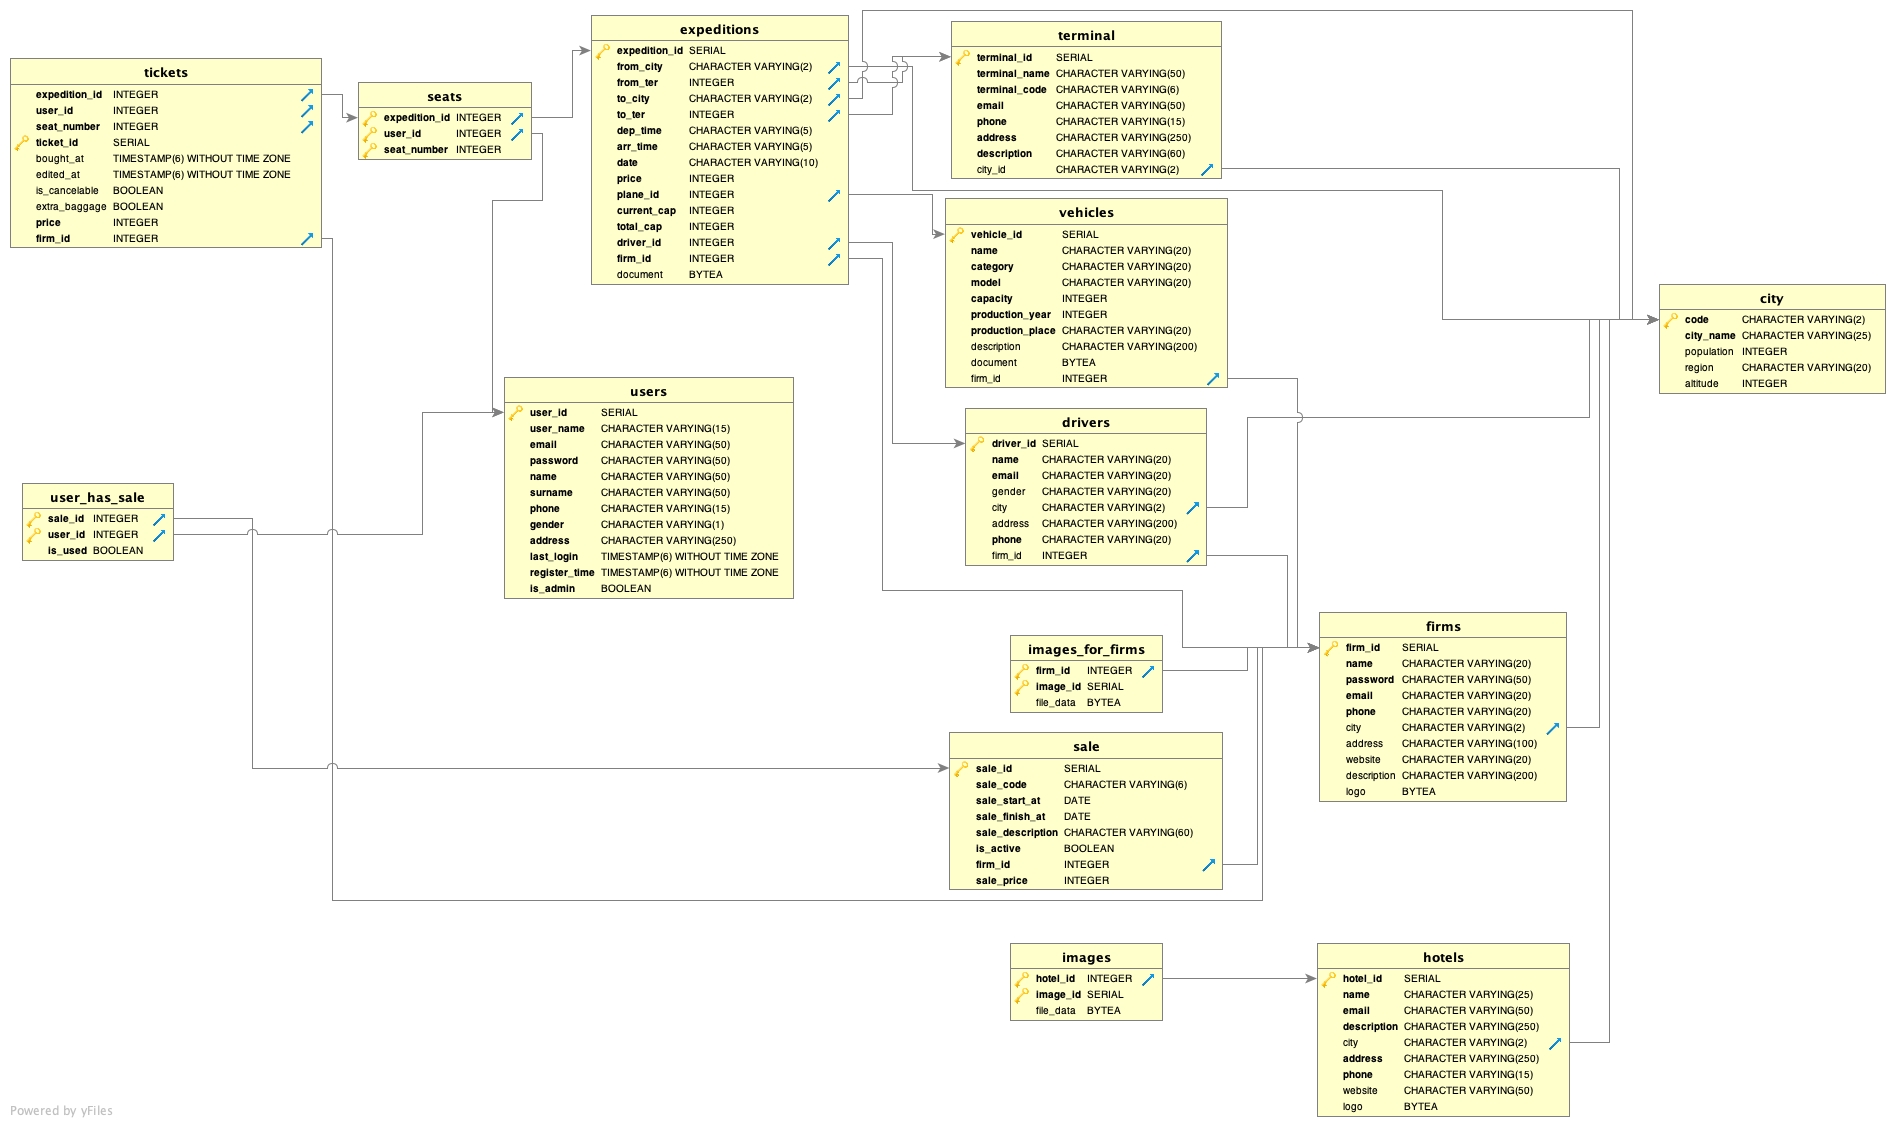 tickets
expedition_id INTEGER
user_id INTEGER
seat_number INTEGER
ticket_id SERIAL
bought_at TIMESTAMP(6) WITHOUT TIME ZONE
edited_at TIMESTAMP(6) WITHOUT TIME ZONE
is_cancelable BOOLEAN
extra_baggage BOOLEAN
price INTEGER
firm_id INTEGER
seats
expedition_id INTEGER
user_id INTEGER
seat_number INTEGER
expeditions
expedition_id SERIAL
from_city CHARACTER VARYING(2)
from_ter INTEGER
to_city CHARACTER VARYING(2)
to_ter INTEGER
dep_time CHARACTER VARYING(5)
arr_time CHARACTER VARYING(5)
date CHARACTER VARYING(10)
price INTEGER
plane_id INTEGER
current_cap INTEGER
total_cap INTEGER
driver_id INTEGER
firm_id INTEGER
document BYTEA
terminal
terminal_id SERIAL
terminal_name CHARACTER VARYING(50)
terminal_code CHARACTER VARYING(6)
email CHARACTER VARYING(50)
phone CHARACTER VARYING(15)
address CHARACTER VARYING(250)
description CHARACTER VARYING(60)
city_id CHARACTER VARYING(2)
vehicles
vehicle_id SERIAL
name CHARACTER VARYING(20)
category CHARACTER VARYING(20)
model CHARACTER VARYING(20)
capacity INTEGER
production_year INTEGER
production_place CHARACTER VARYING(20)
description CHARACTER VARYING(200)
document BYTEA
firm_id INTEGER
city
code CHARACTER VARYING(2)
city_name CHARACTER VARYING(25)
population INTEGER
region CHARACTER VARYING(20)
altitude INTEGER
users
user_id SERIAL
user_name CHARACTER VARYING(15)
email CHARACTER VARYING(50)
password CHARACTER VARYING(50)
name CHARACTER VARYING(50)
surname CHARACTER VARYING(50)
phone CHARACTER VARYING(15)
gender CHARACTER VARYING(1)
address CHARACTER VARYING(250)
last_login TIMESTAMP(6) WITHOUT TIME ZONE
register_time TIMESTAMP(6) WITHOUT TIME ZONE
is_admin BOOLEAN
drivers
driver_id SERIAL
name CHARACTER VARYING(20)
email CHARACTER VARYING(20)
gender CHARACTER VARYING(20)
city CHARACTER VARYING(2)
address CHARACTER VARYING(200)
phone CHARACTER VARYING(20)
firm_id INTEGER
user_has_sale
sale_id INTEGER
user_id INTEGER
is_used BOOLEAN
images_for_firms
firm_id INTEGER
image_id SERIAL
file_data BYTEA
firms
firm_id SERIAL
name CHARACTER VARYING(20)
password CHARACTER VARYING(50)
email CHARACTER VARYING(20)
phone CHARACTER VARYING(20)
city CHARACTER VARYING(2)
address CHARACTER VARYING(100)
website CHARACTER VARYING(20)
description CHARACTER VARYING(200)
logo BYTEA
sale
sale_id SERIAL
sale_code CHARACTER VARYING(6)
sale_start_at DATE
sale_finish_at DATE
sale_description CHARACTER VARYING(60)
is_active BOOLEAN
firm_id INTEGER
sale_price INTEGER
images
hotel_id INTEGER
image_id SERIAL
file_data BYTEA
hotels
hotel_id SERIAL
name CHARACTER VARYING(25)
email CHARACTER VARYING(50)
description CHARACTER VARYING(250)
city CHARACTER VARYING(2)
address CHARACTER VARYING(250)
phone CHARACTER VARYING(15)
website CHARACTER VARYING(50)
logo BYTEA
Powered by yFiles